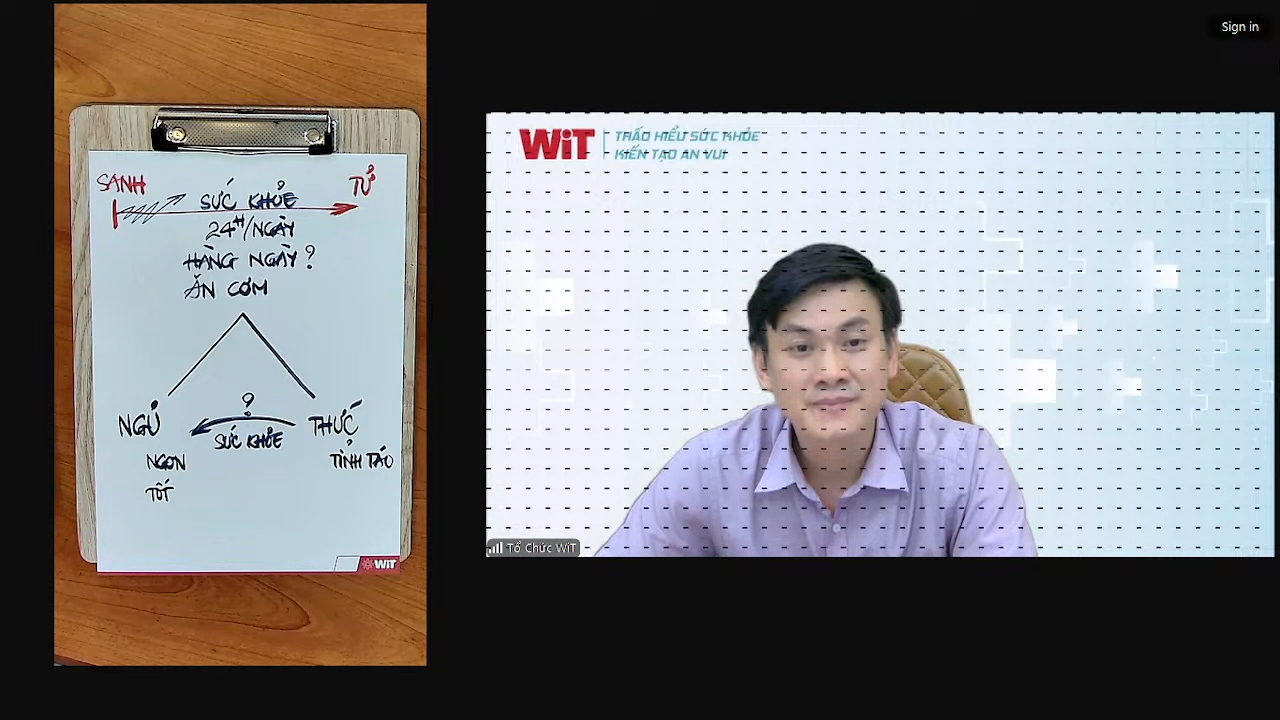 Sign in
SANH
TỬ
SỨC KHỎE
24H/NGÀY
HÀNG NGÀY ?
ĂN CƠM
NGỦ
?
THỨC
SỨC KHỎE
NGON
TỈNH TÁO
TỐT
WiT
WiT
THẤU HIỂU SỨC KHỎE
KIẾN TẠO AN VUI
Tổ Chức WiT